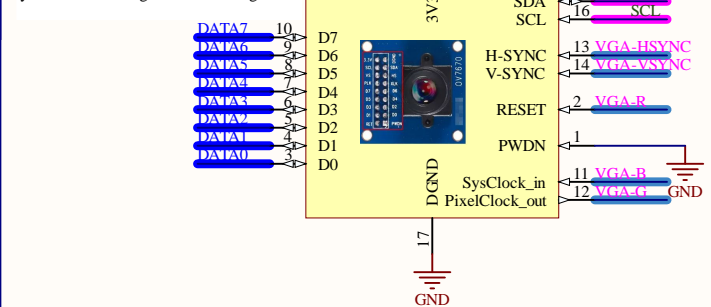 3V3
SDA
16 SCL
SCL
DATA7 10 D7
DATA6 9 D6
DATA5 8 D5
DATA4 7 D4
DATA3 6 D3
DATA2 5 D2
DATA1 4 D1
DATA0 3 D0
OV7670
H-SYNC 13 VGA-HSYNC
V-SYNC 14 VGA-VSYNC
RESET 2 VGA-R
PWDN 1
GND
SysClock_in 11 VGA-B
PixelClock_out 12 VGA-G
DGND
17
GND